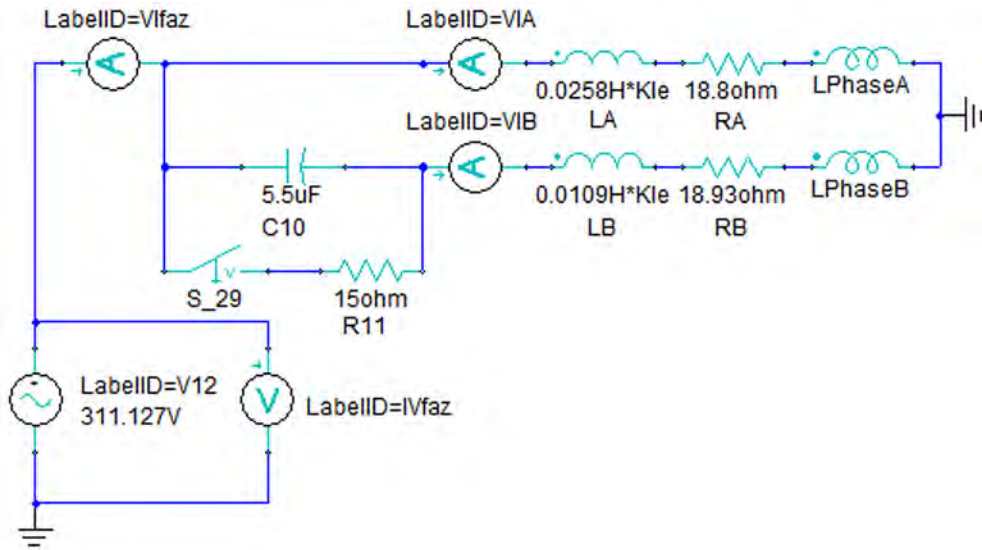 LabelID=VIfaz
LabelID=VIA
0.0258H*Kle
LA
18.8ohm
RA
LPhaseA
LabelID=VIB
5.5uF
C10
0.0109H*Kle
LB
18.93ohm
RB
LPhaseB
S_29
15ohm
R11
LabelID=V12
311.127V
LabelID=IVfaz